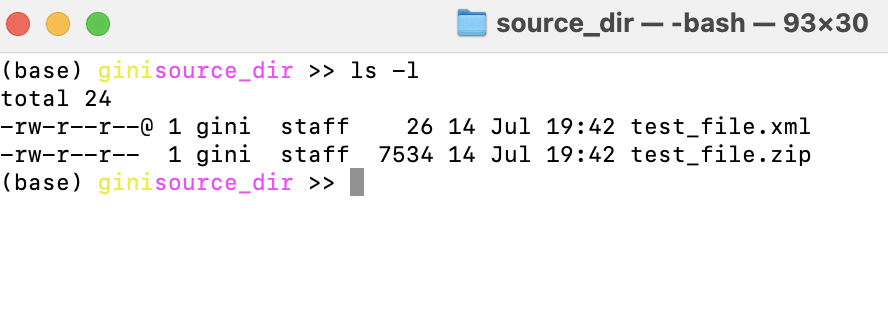 source_dir — -bash — 93×30
(base) ginisource_dir >> ls -l
total 24
-rw-r--r--@ 1 gini  staff    26 14 Jul 19:42 test_file.xml
-rw-r--r--  1 gini  staff  7534 14 Jul 19:42 test_file.zip
(base) ginisource_dir >>